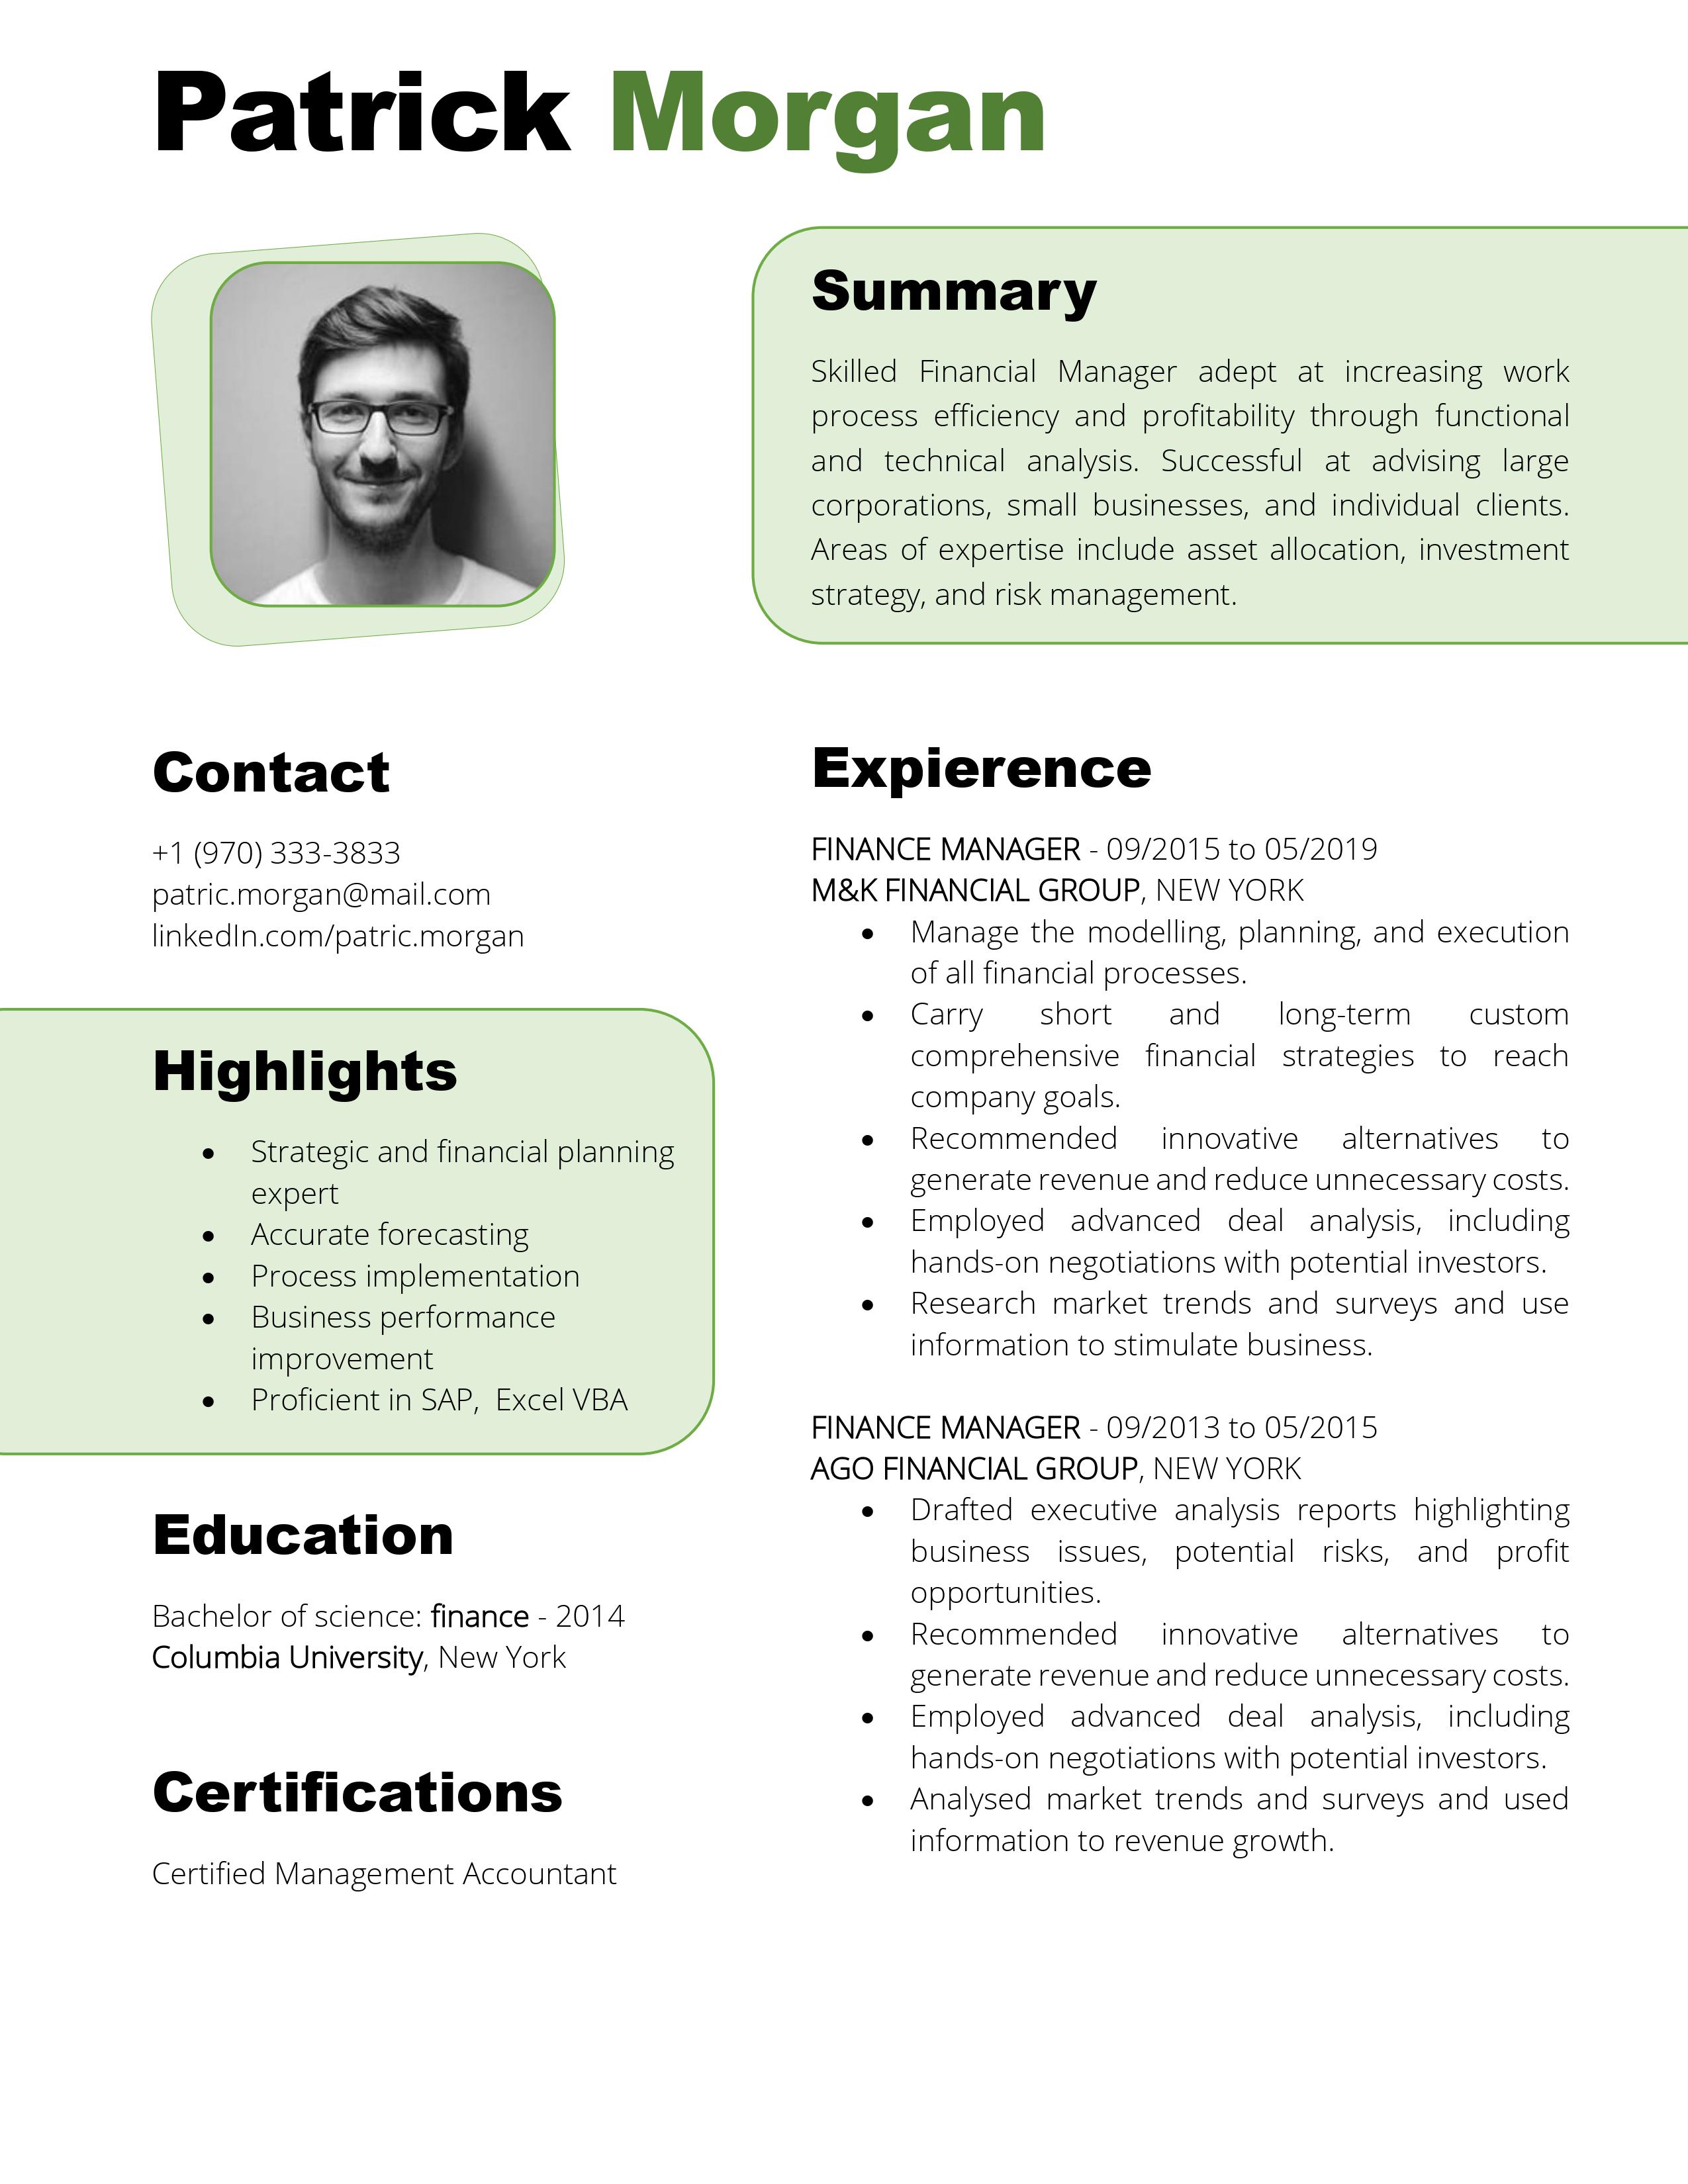 Patrick Morgan
Summary
Skilled Financial Manager adept at increasing work
process efficiency and profitability through functional
and technical analysis. Successful at advising large
corporations, small businesses, and individual clients.
Areas of expertise include asset allocation, investment
strategy, and risk management.
Contact
+1 (970) 333-3833
patric.morgan@mail.com
linkedIn.com/patric.morgan
Highlights
• Strategic and financial planning
expert
• Accurate forecasting
• Process implementation
• Business performance
improvement
• Proficient in SAP,  Excel VBA
Education
Bachelor of science: finance - 2014
Columbia University, New York
Certifications
Certified Management Accountant
Expierence
FINANCE MANAGER - 09/2015 to 05/2019
M&K FINANCIAL GROUP, NEW YORK
• Manage the modelling, planning, and execution
of all financial processes.
• Carry short and long-term custom
comprehensive financial strategies to reach
company goals.
• Recommended innovative alternatives to
generate revenue and reduce unnecessary costs.
• Employed advanced deal analysis, including
hands-on negotiations with potential investors.
• Research market trends and surveys and use
information to stimulate business.
FINANCE MANAGER - 09/2013 to 05/2015
AGO FINANCIAL GROUP, NEW YORK
• Drafted executive analysis reports highlighting
business issues, potential risks, and profit
opportunities.
• Recommended innovative alternatives to
generate revenue and reduce unnecessary costs.
• Employed advanced deal analysis, including
hands-on negotiations with potential investors.
• Analysed market trends and surveys and used
information to revenue growth.